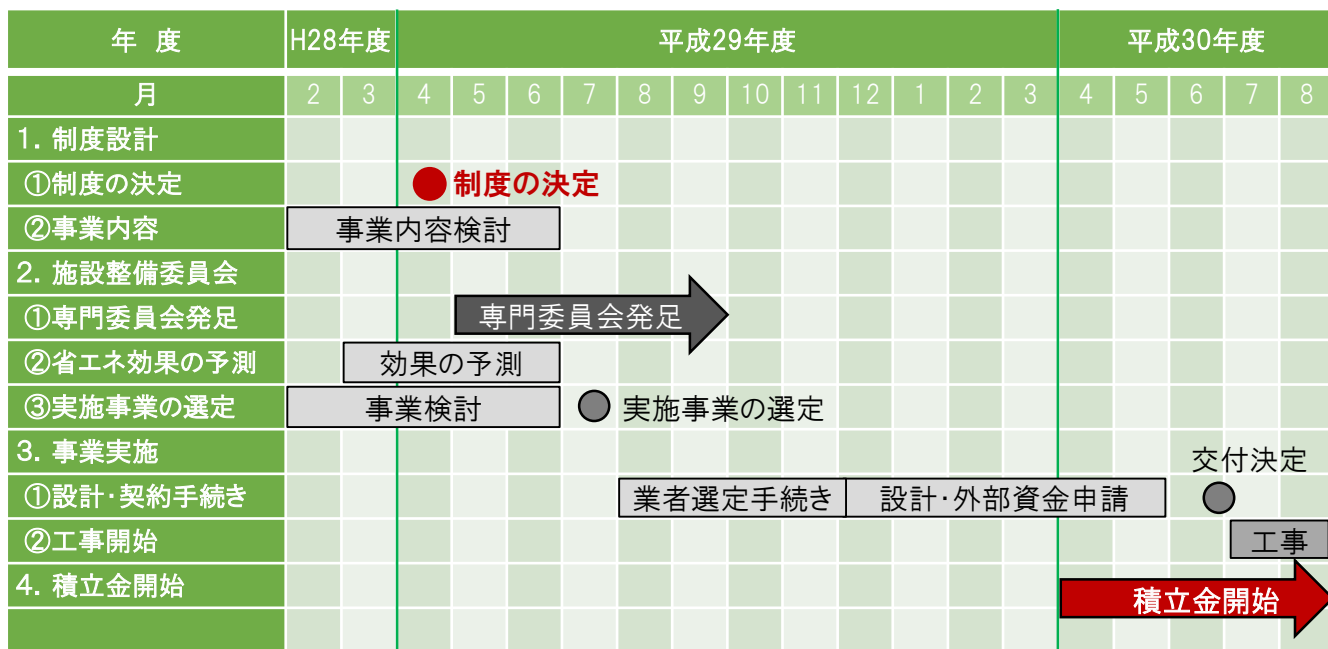 年 度 H28年度 平成29年度 平成30年度
月 2 3 4 5 6 7 8 9 10 11 12 1 2 3 4 5 6 7 8
1. 制度設計
①制度の決定 制度の決定
②事業内容 事業内容検討
2. 施設整備委員会
①専門委員会発足 専門委員会発足
②省エネ効果の予測 効果の予測
③実施事業の選定 事業検討 実施事業の選定
3. 事業実施 交付決定
①設計・契約手続き 業者選定手続き 設計・外部資金申請
②工事開始 工事
4. 積立金開始 積立金開始